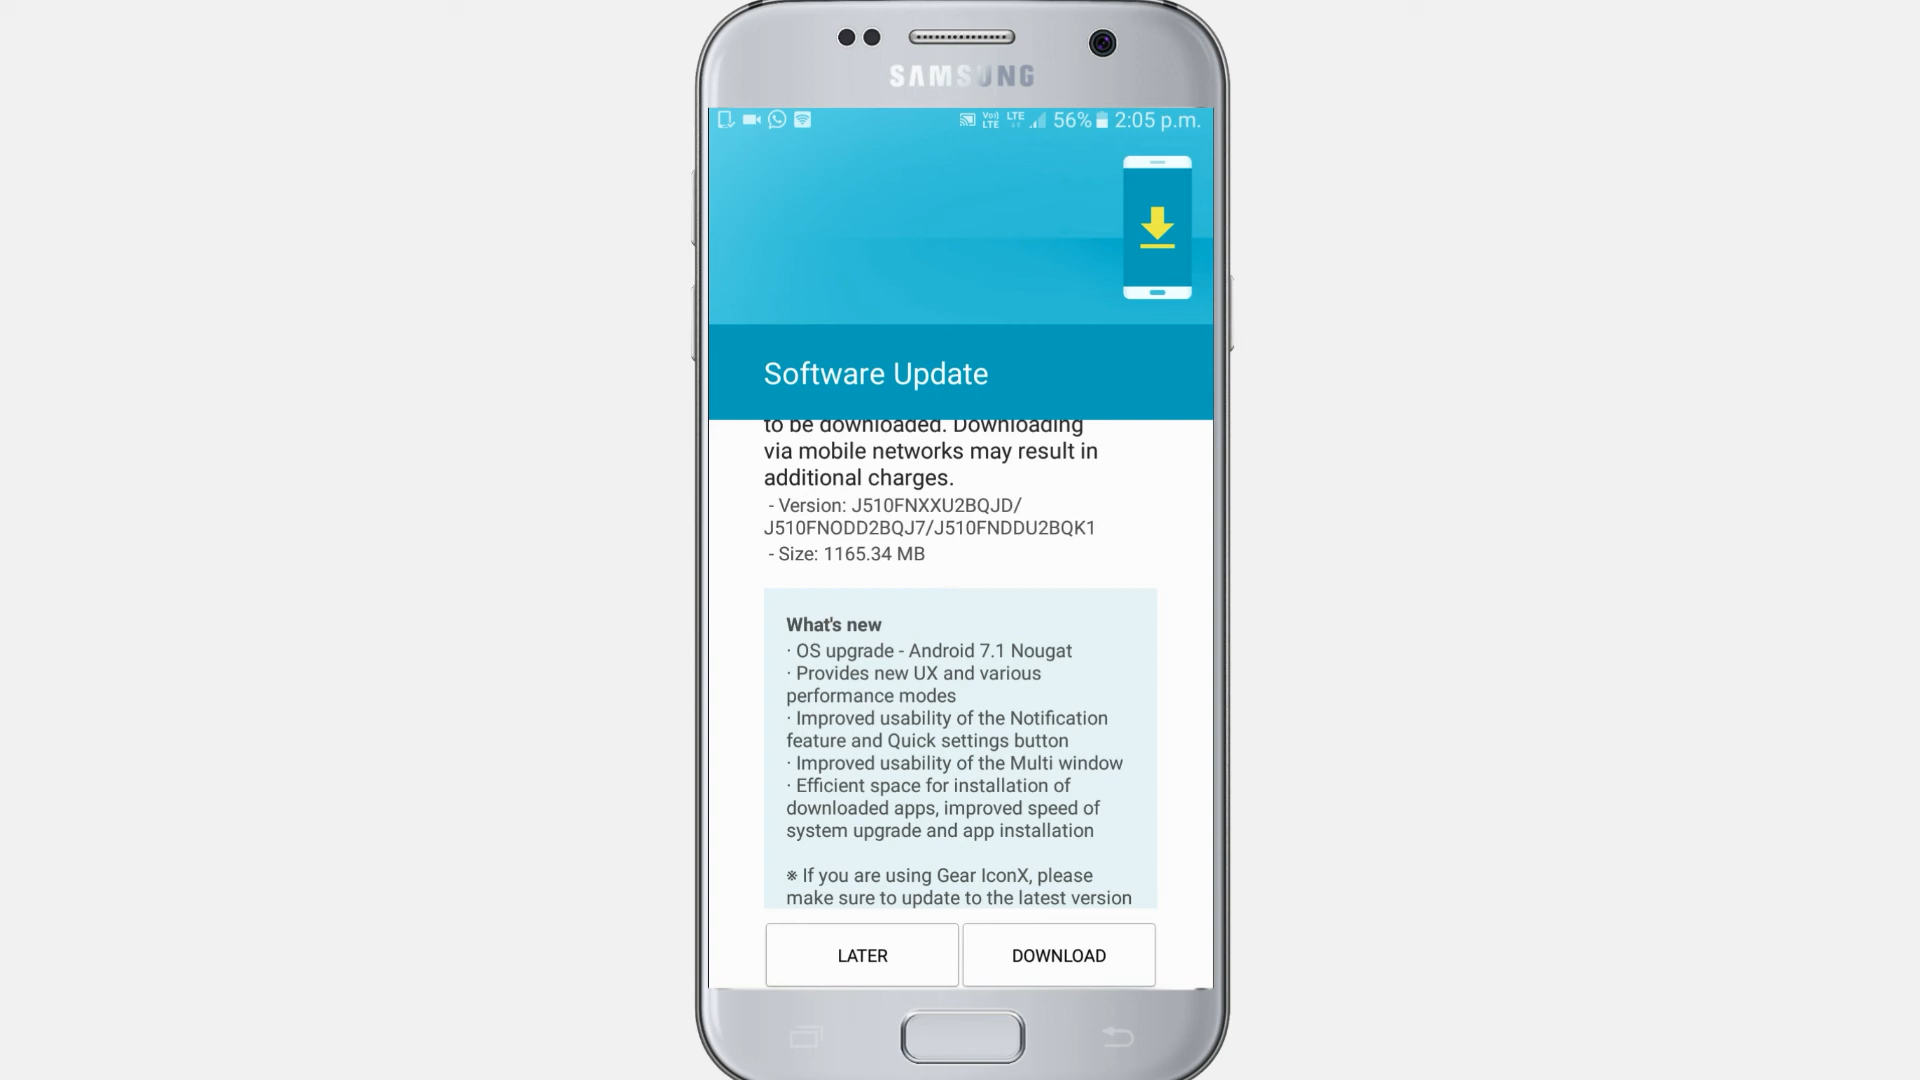 SAMSUNG
Vo)) LTE LTE 56% 2:05 p.m.
Software Update
to be downloaded. Downloading
via mobile networks may result in
additional charges.
- Version: J510FNXXU2BQJD/
J510FNODD2BQJ7/J510FNDDU2BQK1
- Size: 1165.34 MB
What's new
· OS upgrade - Android 7.1 Nougat
· Provides new UX and various
performance modes
· Improved usability of the Notification
feature and Quick settings button
· Improved usability of the Multi window
· Efficient space for installation of
downloaded apps, improved speed of
system upgrade and app installation
※ If you are using Gear IconX, please
make sure to update to the latest version
LATER DOWNLOAD